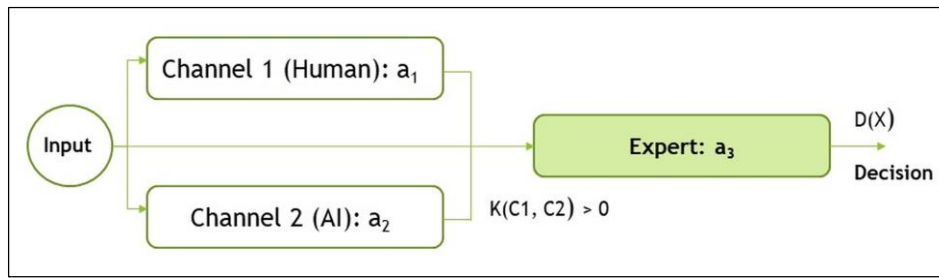 Channel 1 (Human): a₁
Input
Channel 2 (AI): a₂
K(C1, C2) > 0
Expert: a₃
D(X)
Decision